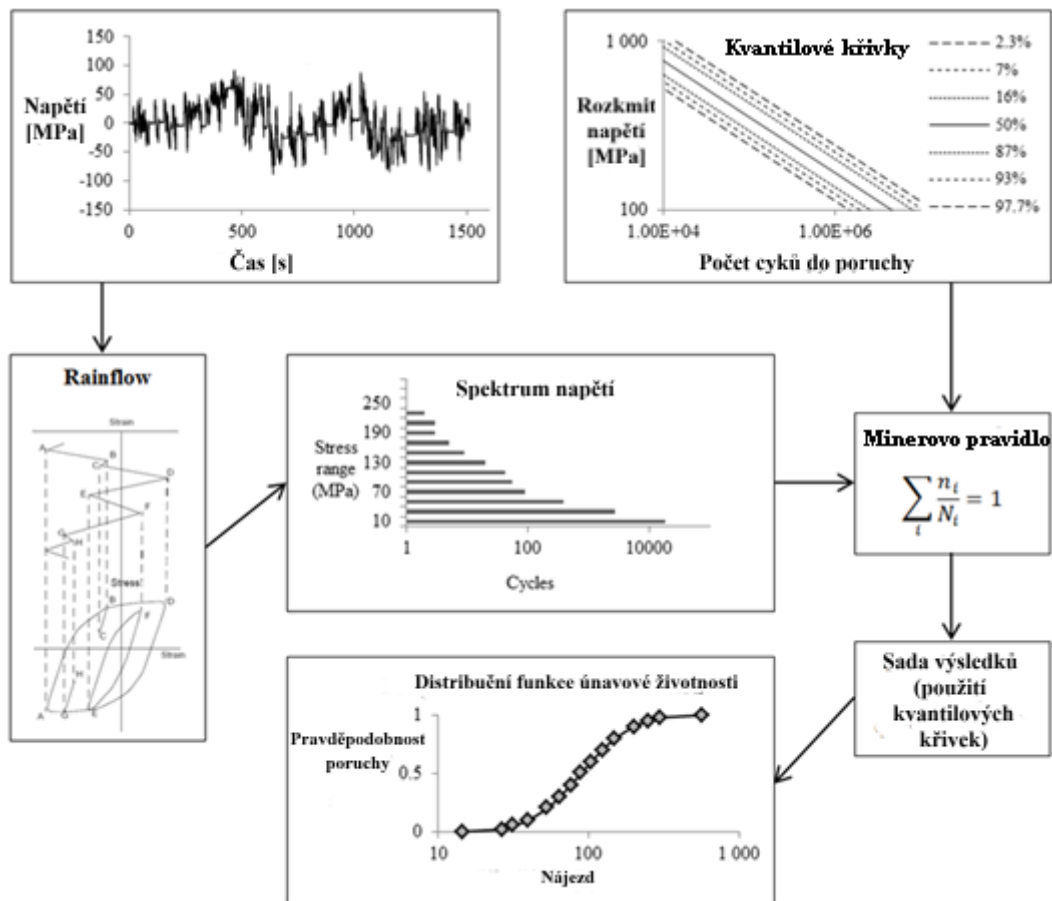 150
100
50
0
-50
-100
-150
Napětí
[MPa]
0
500
1000
1500
Čas [s]
Kvantilové křivky
1 000
100
Rozkmit
napětí
[MPa]
1.00E+04
1.00E+06
Počet cyků do poruchy
2.3%
7%
16%
50%
87%
93%
97.7%
Rainflow
Strain
A
B
C
D
E
F
G
H
Stress
B
D
F
C
Strain
H
A
G
E
Spektrum napětí
Stress
range
(MPa)
250
190
130
70
10
1
100
10000
Cycles
Minerovo pravidlo
∑
i
nᵢ
Nᵢ
= 1
Sada výsledků
(použití
kvantilových
křivek)
Distribuční funkce únavové životnosti
Pravděpodobnost
poruchy
1
0.5
0
10
100
1 000
Nájezd